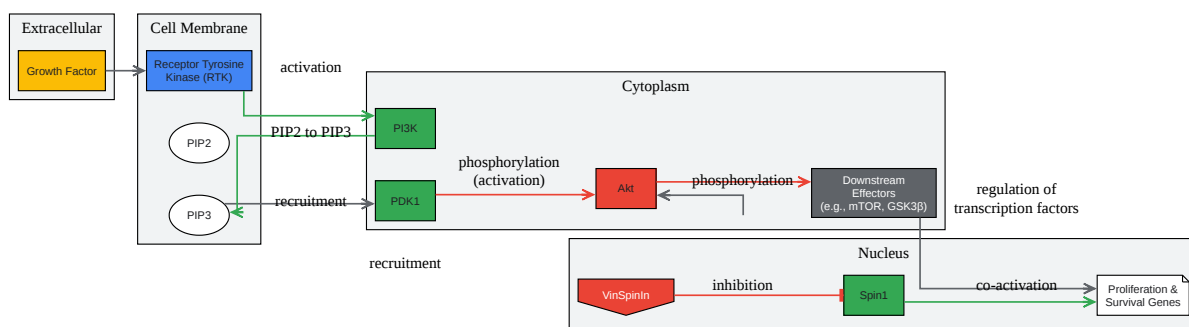 Extracellular
Growth Factor
Cell Membrane
Receptor Tyrosine
Kinase (RTK)
PIP2
PIP3
activation
PIP2 to PIP3
recruitment
recruitment
Cytoplasm
PI3K
PDK1
phosphorylation
(activation)
Akt
phosphorylation
Downstream
Effectors
(e.g., mTOR, GSK3β)
regulation of
transcription factors
Nucleus
VinSpinIn
inhibition
Spin1
co-activation
Proliferation &
Survival Genes